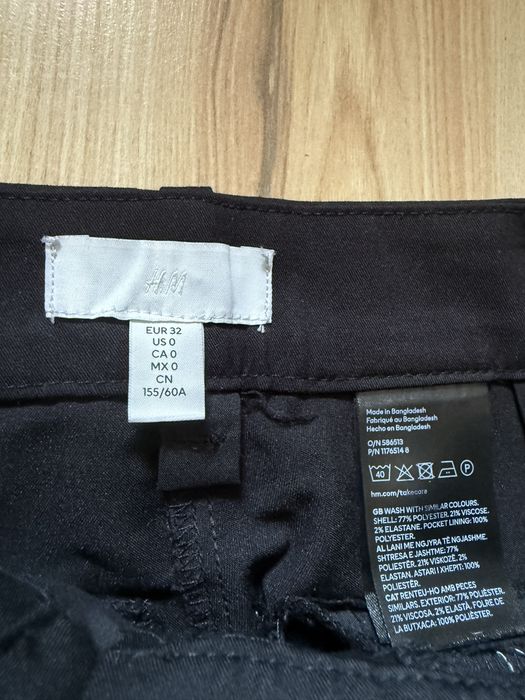 H&M
EUR 32
US 0
CA 0
MX 0
CN
155/60A
Made in Bangladesh
Fabriqué au Bangladesh
Hecho en Bangladesh
O/N 586513
P/N 1176514 8
40
P
hm.com/takecare
GB WASH WITH SIMILAR COLOURS.
SHELL: 77% POLYESTER. 21% VISCOSE.
2% ELASTANE. POCKET LINING: 100%
POLYESTER.
AL LANI ME NGJYRA TË NGJASHME.
SHTRESA E JASHTME: 77%
POLIESTËR. 21% VISKOZË. 2%
ELASTAN. ASTARI I XHEPIT: 100%
POLIESTËR.
CAT RENTEU-HO AMB PECES
SIMILARS. EXTERIOR: 77% POLIÈSTER.
21% VISCOSA. 2% ELASTÀ. FOLRE DE
LA BUTXACA: 100% POLIÈSTER.